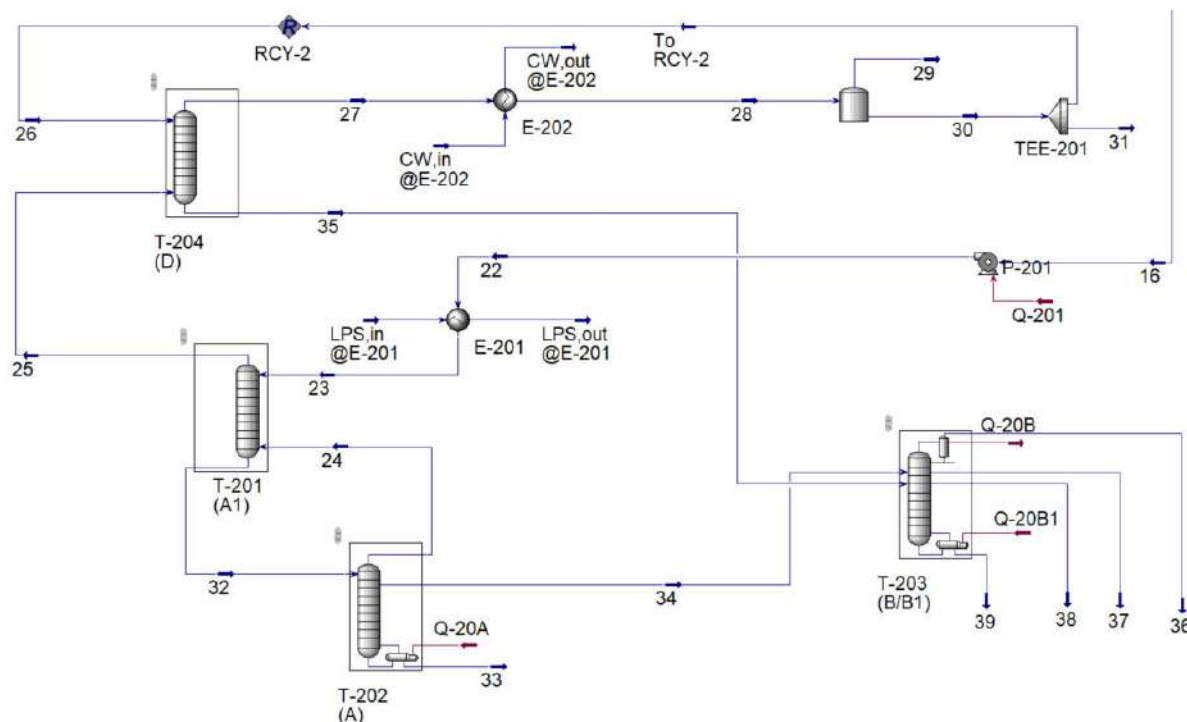 R
RCY-2
To
RCY-2
CW,out
@E-202
29
26
27
E-202
28
30
TEE-201
31
CW,in
@E-202
35
T-204
(D)
22
P-201
16
Q-201
LPS,in
@E-201
E-201
LPS,out
@E-201
25
23
24
T-201
(A1)
Q-20B
36
Q-20B1
32
34
T-203
(B/B1)
39
38
37
Q-20A
33
T-202
(A)